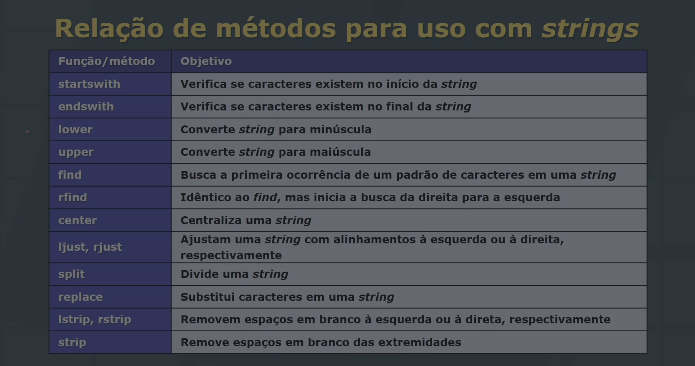 Relação de métodos para uso com strings
Função/método Objetivo
startswith Verifica se caracteres existem no início da string
endswith Verifica se caracteres existem no final da string
lower Converte string para minúscula
upper Converte string para maiúscula
find Busca a primeira ocorrência de um padrão de caracteres em uma string
rfind Idêntico ao find, mas inicia a busca da direita para a esquerda
center Centraliza uma string
ljust, rjust Ajustam uma string com alinhamentos à esquerda ou à direita,
respectivamente
split Divide uma string
replace Substitui caracteres em uma string
lstrip, rstrip Removem espaços em branco à esquerda ou à direta, respectivamente
strip Remove espaços em branco das extremidades